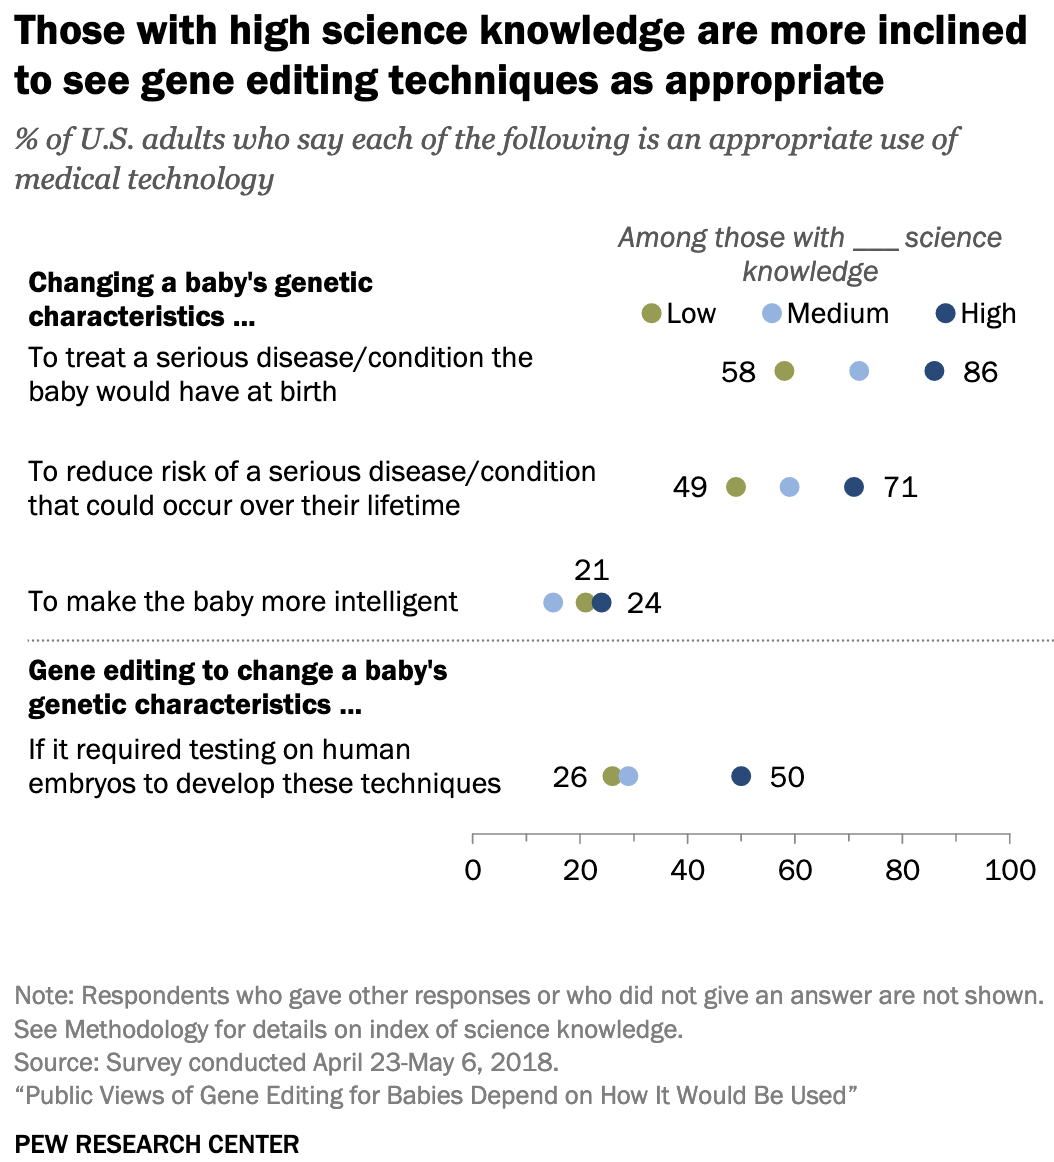 Those with high science knowledge are more inclined
to see gene editing techniques as appropriate
% of U.S. adults who say each of the following is an appropriate use of
medical technology
Among those with ___ science
knowledge
Low Medium High
Changing a baby's genetic
characteristics ...
To treat a serious disease/condition the
baby would have at birth
58 86
To reduce risk of a serious disease/condition
that could occur over their lifetime
49 71
21
To make the baby more intelligent 24
Gene editing to change a baby's
genetic characteristics ...
If it required testing on human
embryos to develop these techniques
26 50
0 20 40 60 80 100
Note: Respondents who gave other responses or who did not give an answer are not shown.
See Methodology for details on index of science knowledge.
Source: Survey conducted April 23-May 6, 2018.
“Public Views of Gene Editing for Babies Depend on How It Would Be Used”
PEW RESEARCH CENTER